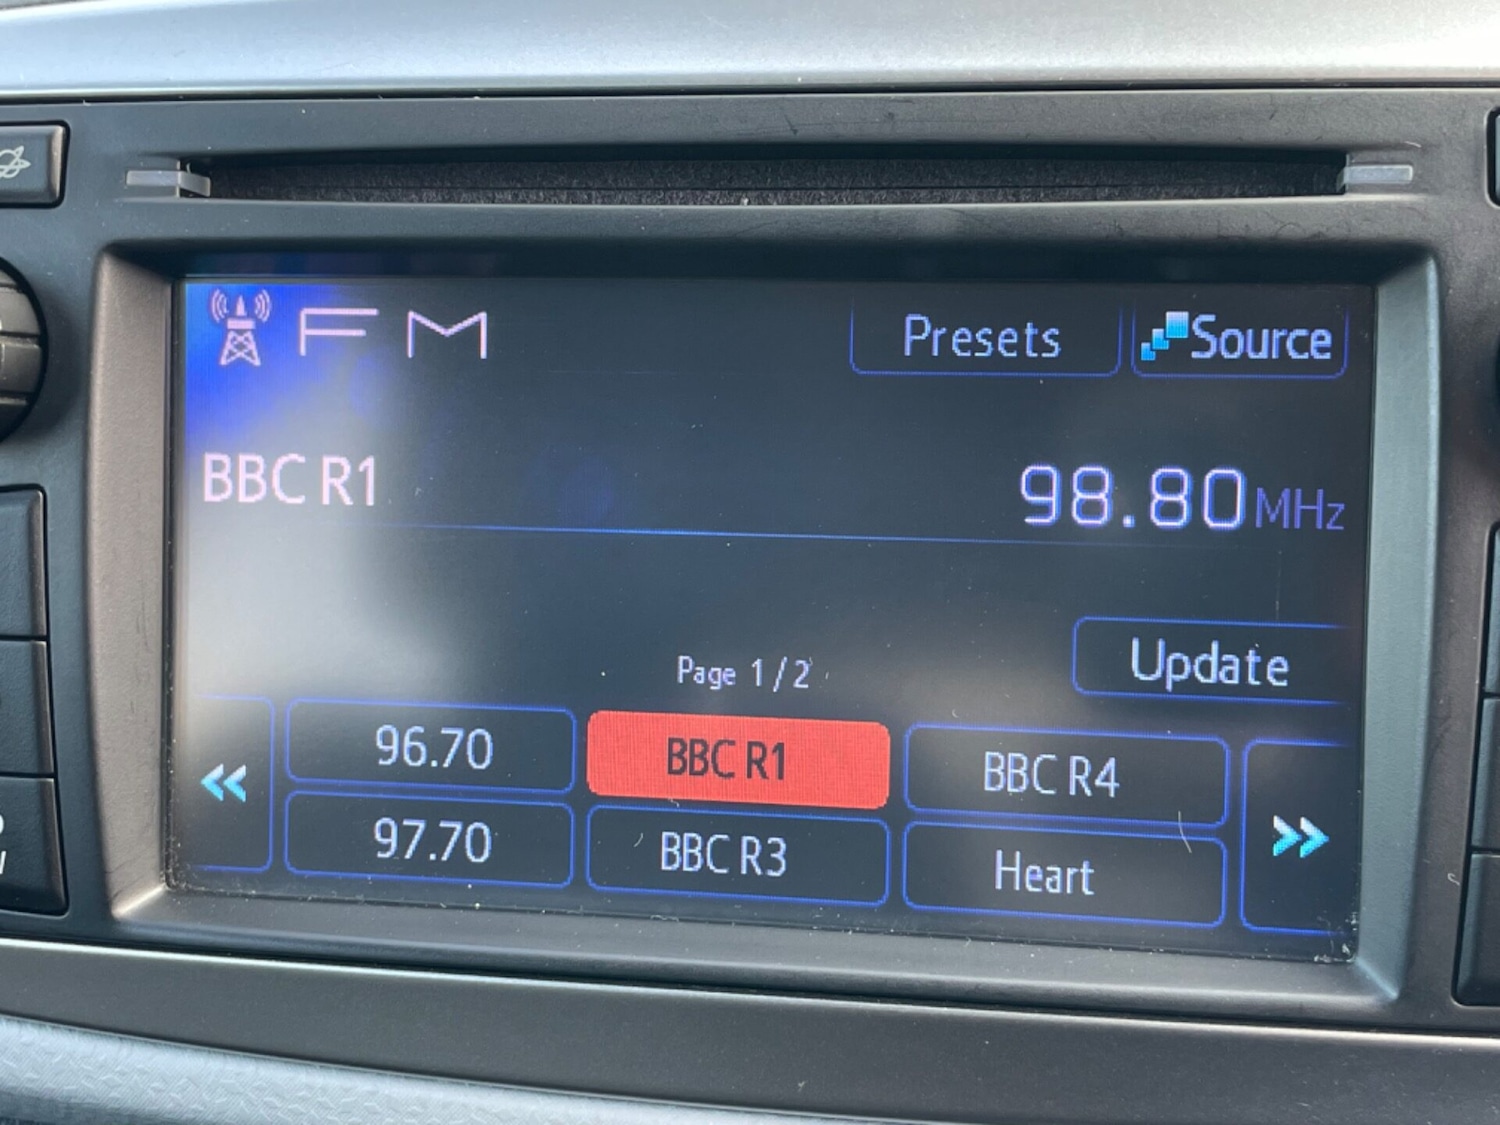 FM
Presets
Source
BBC R1
98.80MHz
Update
Page 1/2
96.70
BBC R1
BBC R4
97.70
BBC R3
Heart